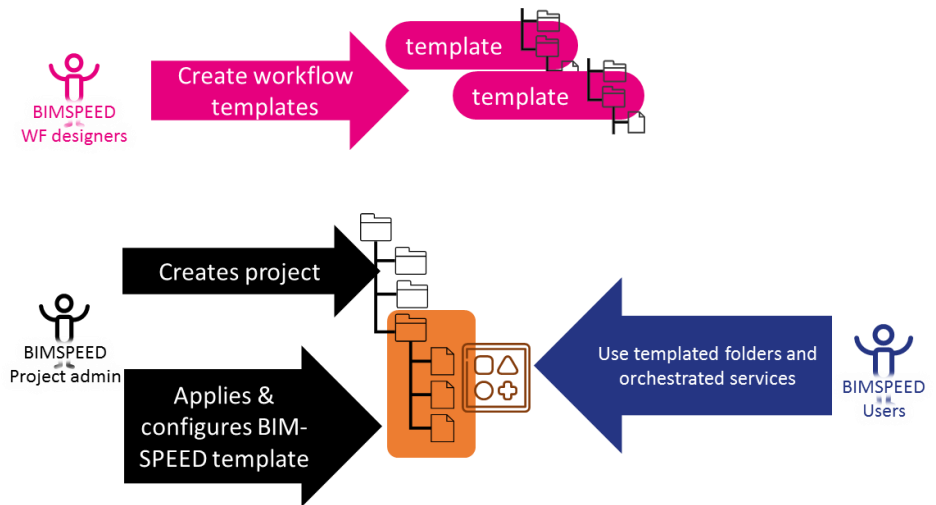 template
Create workflow
templates
template
BIMSPEED
WF designers
Creates project
BIMSPEED
Project admin
Applies &
configures BIM-
SPEED template
Use templated folders and
orchestrated services
BIMSPEED
Users